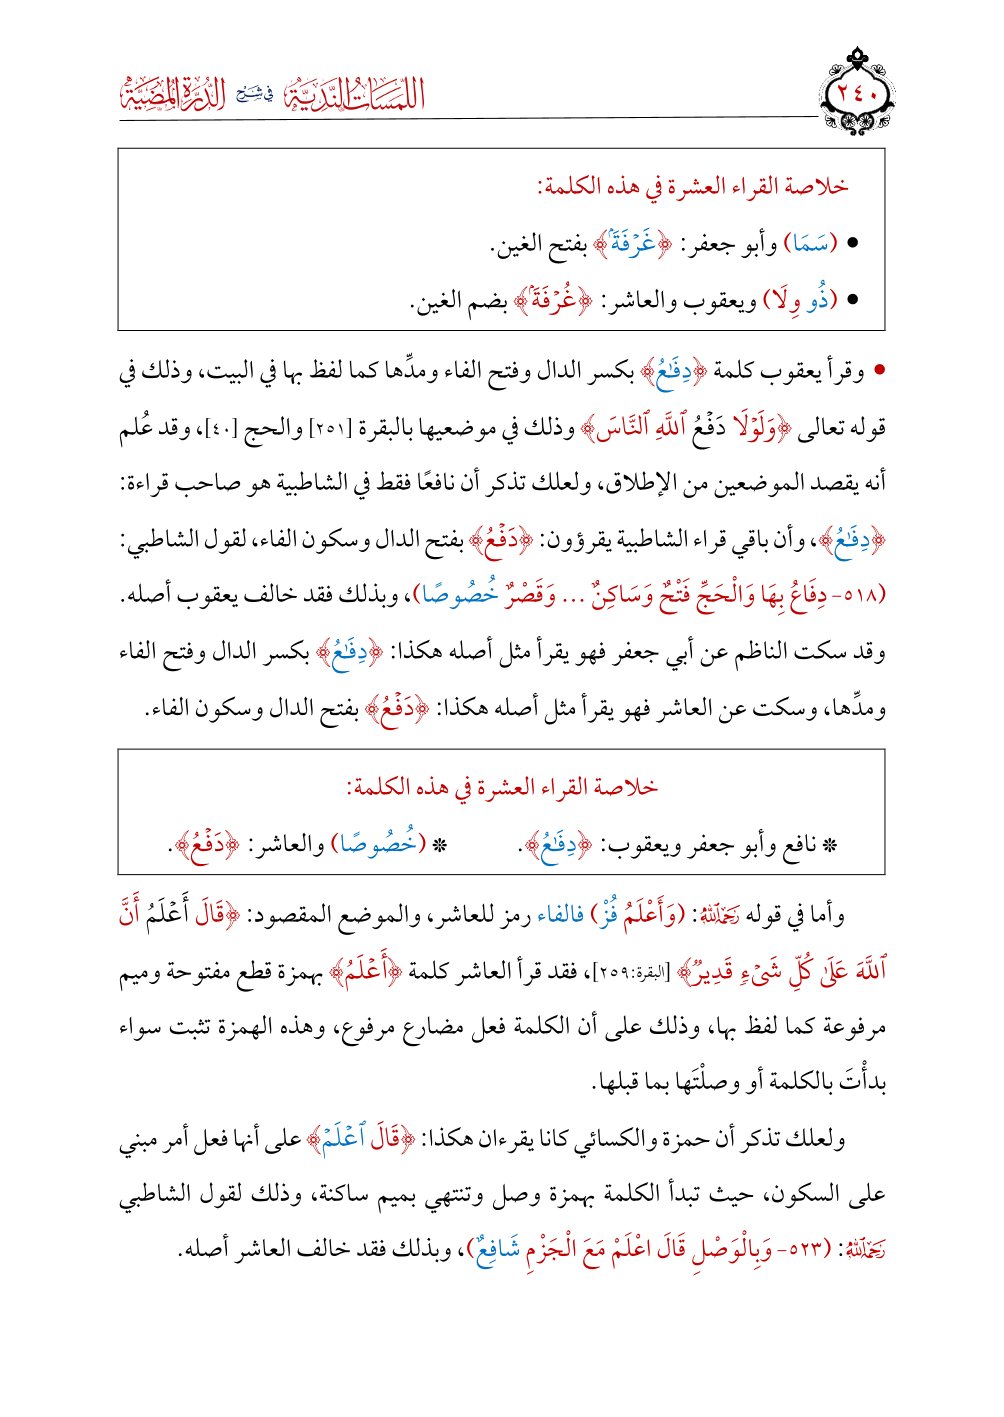 ٢٤٠
اللمسات الندية في شرح الدرة المضية
خلاصة القراء العشرة في هذه الكلمة:
• (سَمَا) وأبو جعفر: ﴿غَرۡفَةَۢ﴾ بفتح الغين.
• (ذُو وِلَا) ويعقوب والعاشر: ﴿غُرۡفَةَۢ﴾ بضم الغين.
• وقرأ يعقوب كلمة ﴿دِفَٰعُ﴾ بكسر الدال وفتح الفاء ومدِّها كما لفظ بها في البيت، وذلك في
قوله تعالى ﴿وَلَوۡلَا دَفۡعُ ٱللَّهِ ٱلنَّاسَ﴾ وذلك في موضعيها بالبقرة [٢٥١] والحج [٤٠]، وقد عُلم
أنه يقصد الموضعين من الإطلاق، ولعلك تذكر أن نافعًا فقط في الشاطبية هو صاحب قراءة:
﴿دِفَٰعُ﴾، وأن باقي قراء الشاطبية يقرؤون: ﴿دَفۡعُ﴾ بفتح الدال وسكون الفاء، لقول الشاطبي:
(٥١٨- دِفَاعُ بِهَا وَالْحَجِّ فَتْحٌ وَسَاكِنٌ ... وَقَصْرٌ خُصُوصًا)، وبذلك فقد خالف يعقوب أصله.
وقد سكت الناظم عن أبي جعفر فهو يقرأ مثل أصله هكذا: ﴿دِفَٰعُ﴾ بكسر الدال وفتح الفاء
ومدِّها، وسكت عن العاشر فهو يقرأ مثل أصله هكذا: ﴿دَفۡعُ﴾ بفتح الدال وسكون الفاء.
خلاصة القراء العشرة في هذه الكلمة:
* نافع وأبو جعفر ويعقوب: ﴿دِفَٰعُ﴾. * (خُصُوصًا) والعاشر: ﴿دَفۡعُ﴾.
وأما في قوله رَحِمَهُ اللَّهُ: (وَأَعْلَمُ فُزْ) فالفاء رمز للعاشر، والموضع المقصود: ﴿قَالَ أَعۡلَمُ أَنَّ
ٱللَّهَ عَلَىٰ كُلِّ شَيۡءٖ قَدِيرٞ﴾ [البقرة:٢٥٩]، فقد قرأ العاشر كلمة ﴿أَعۡلَمُ﴾ بهمزة قطع مفتوحة وميم
مرفوعة كما لفظ بها، وذلك على أن الكلمة فعل مضارع مرفوع، وهذه الهمزة تثبت سواء
بدأْتَ بالكلمة أو وصلْتَها بما قبلها.
ولعلك تذكر أن حمزة والكسائي كانا يقرءان هكذا: ﴿قَالَ ٱعۡلَمۡ﴾ على أنها فعل أمر مبني
على السكون، حيث تبدأ الكلمة بهمزة وصل وتنتهي بميم ساكنة، وذلك لقول الشاطبي
رَحِمَهُ اللَّهُ: (٥٢٣- وَبِالْوَصْلِ قَالَ اعْلَمْ مَعَ الْجَزْمِ شَافِعٌ)، وبذلك فقد خالف العاشر أصله.